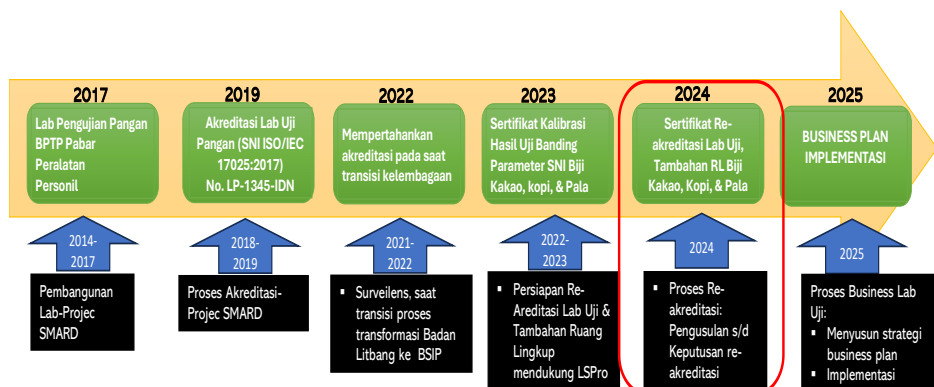 2017
Lab Pengujian Pangan
BPTP Pabar
Peralatan
Personil
2019
Akreditasi Lab Uji
Pangan (SNI ISO/IEC
17025:2017)
No. LP-1345-IDN
2022
Mempertahankan
akreditasi pada saat
transisi kelembagaan
2023
Sertifikat Kalibrasi
Hasil Uji Banding
Parameter SNI Biji
Kakao, kopi, & Pala
2024
Sertifikat Re-
akreditasi Lab Uji,
Tambahan RL Biji
Kakao, Kopi, & Pala
2025
BUSINESS PLAN
IMPLEMENTASI
2014-
2017
Pembangunan
Lab-Projec
SMARD
2018-
2019
Proses Akreditasi-
Projec SMARD
2021-
2022
▪ Surveilens, saat
transisi proses
transformasi Badan
Litbang ke BSIP
2022-
2023
▪ Persiapan Re-
Areditasi Lab Uji &
Tambahan Ruang
Lingkup
mendukung LSPro
2024
▪ Proses Re-
akreditasi:
Pengusulan s/d
Keputusan re-
akreditasi
2025
Proses Business Lab
Uji:
▪ Menyusun strategi
business plan
▪ Implementasi